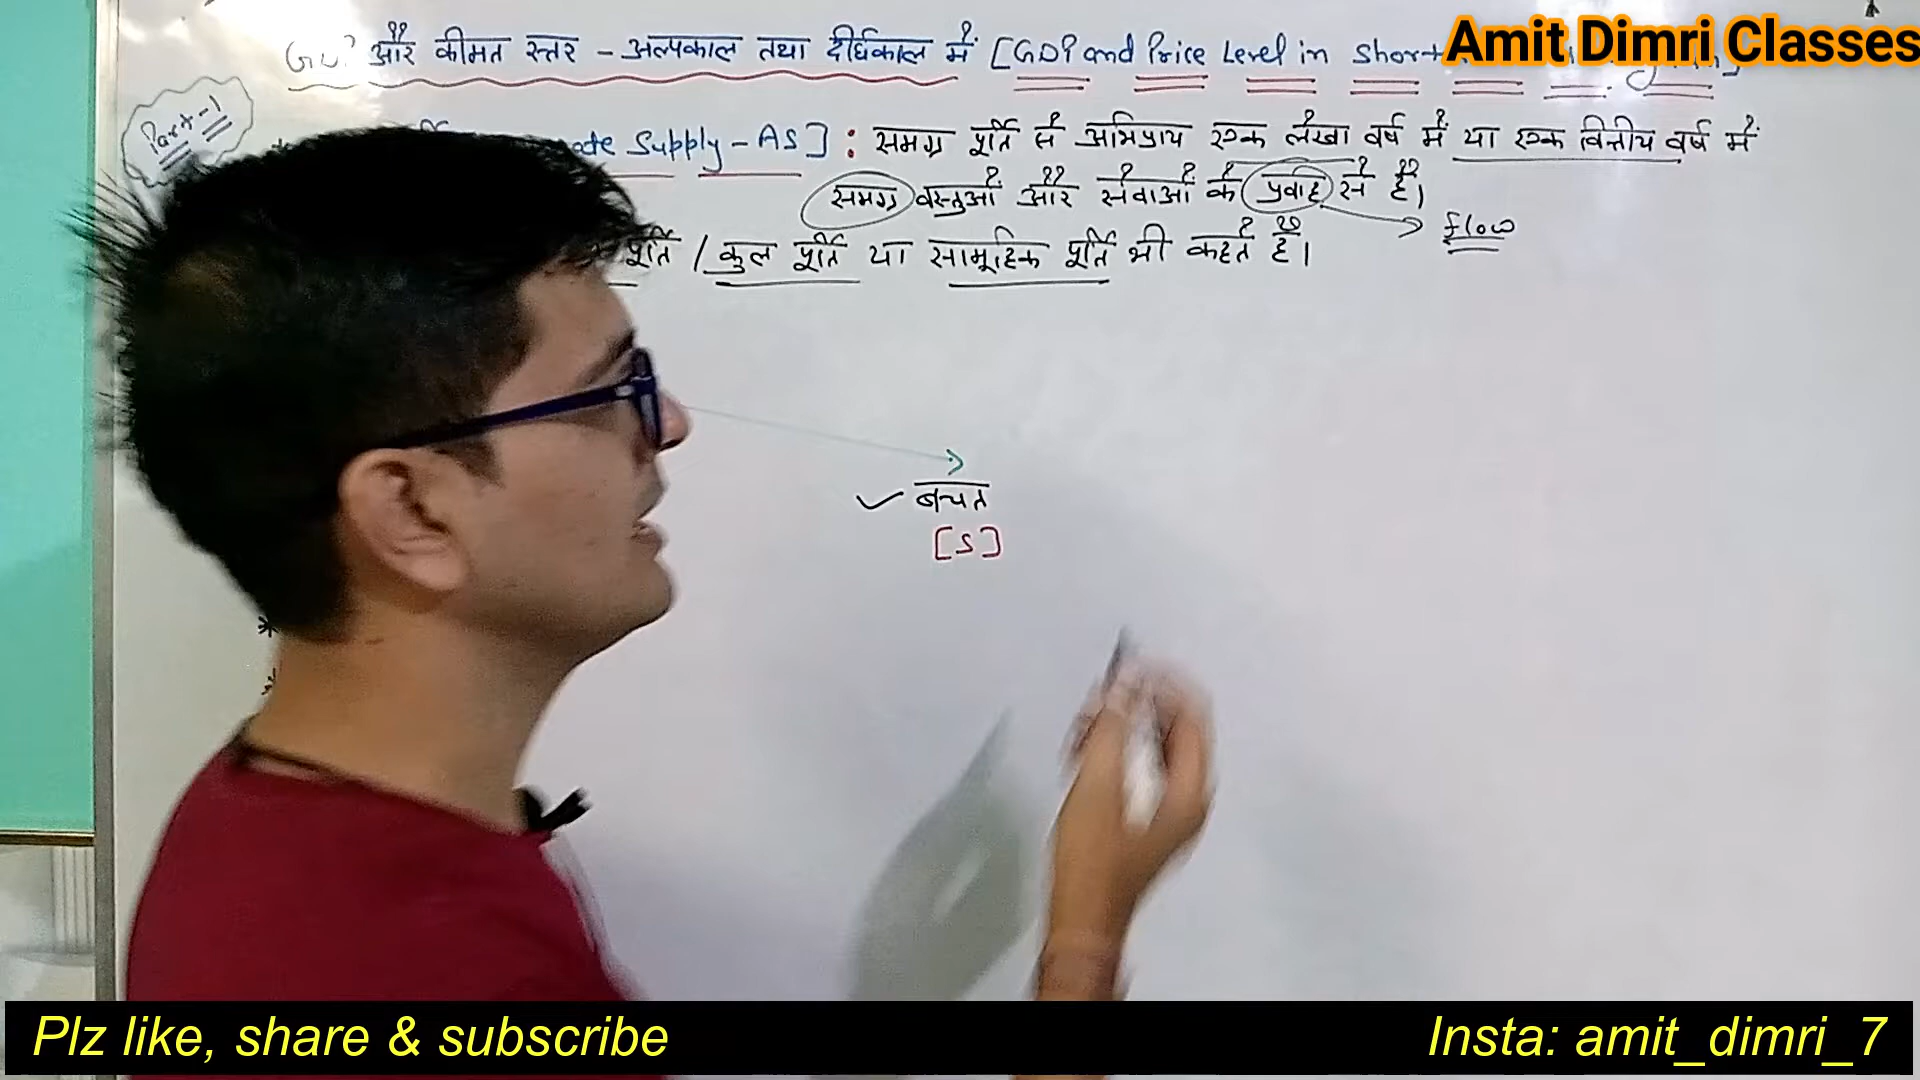 और कीमत स्तर - अल्पकाल तथा दीर्घकाल में [GDP and Price Level in Short
Amit Dimri Classes
Part-1
Supply-AS] : समग्र पूर्ति से अभिप्राय एक लेखा वर्ष में या एक वित्तीय वर्ष में
समग्र वस्तुओं और सेवाओं के प्रवाह से है।
flow
पूर्ति / कुल पूर्ति या सामूहिक पूर्ति भी कहते हैं।
बचत
[S]
Plz like, share & subscribe
Insta: amit_dimri_7